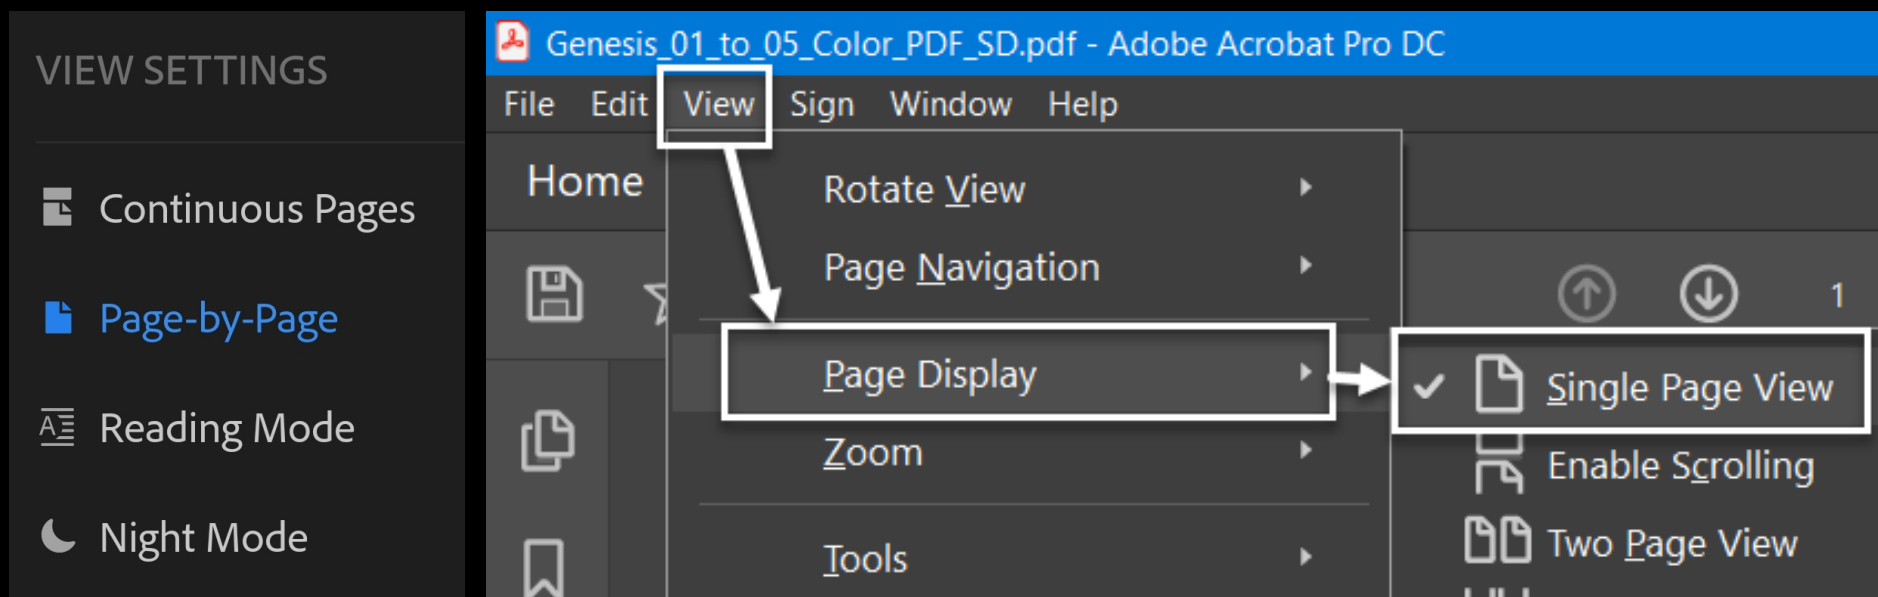 VIEW SETTINGS
Continuous Pages
Page-by-Page
Reading Mode
Night Mode
Genesis_01_to_05_Color_PDF_SD.pdf - Adobe Acrobat Pro DC
File Edit View Sign Window Help
Home
Rotate View
Page Navigation
1
Page Display
Single Page View
Zoom
Enable Scrolling
Two Page View
Tools